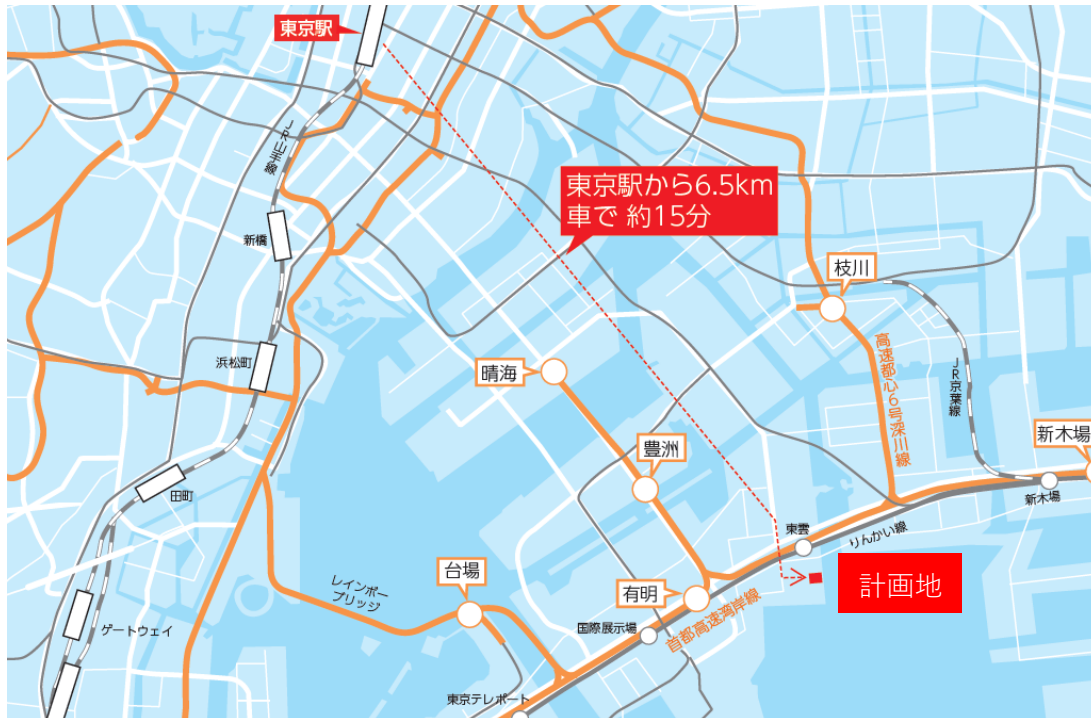 東京駅
JR山手線
新橋
東京駅から6.5km
車で 約15分
枝川
浜松町
晴海
高速都心6号深川線
JR京葉線
豊洲
新木場
田町
新木場
東雲
りんかい線
台場
レインボー
ブリッジ
有明
計画地
ゲートウェイ
国際展示場
首都高速湾岸線
東京テレポート